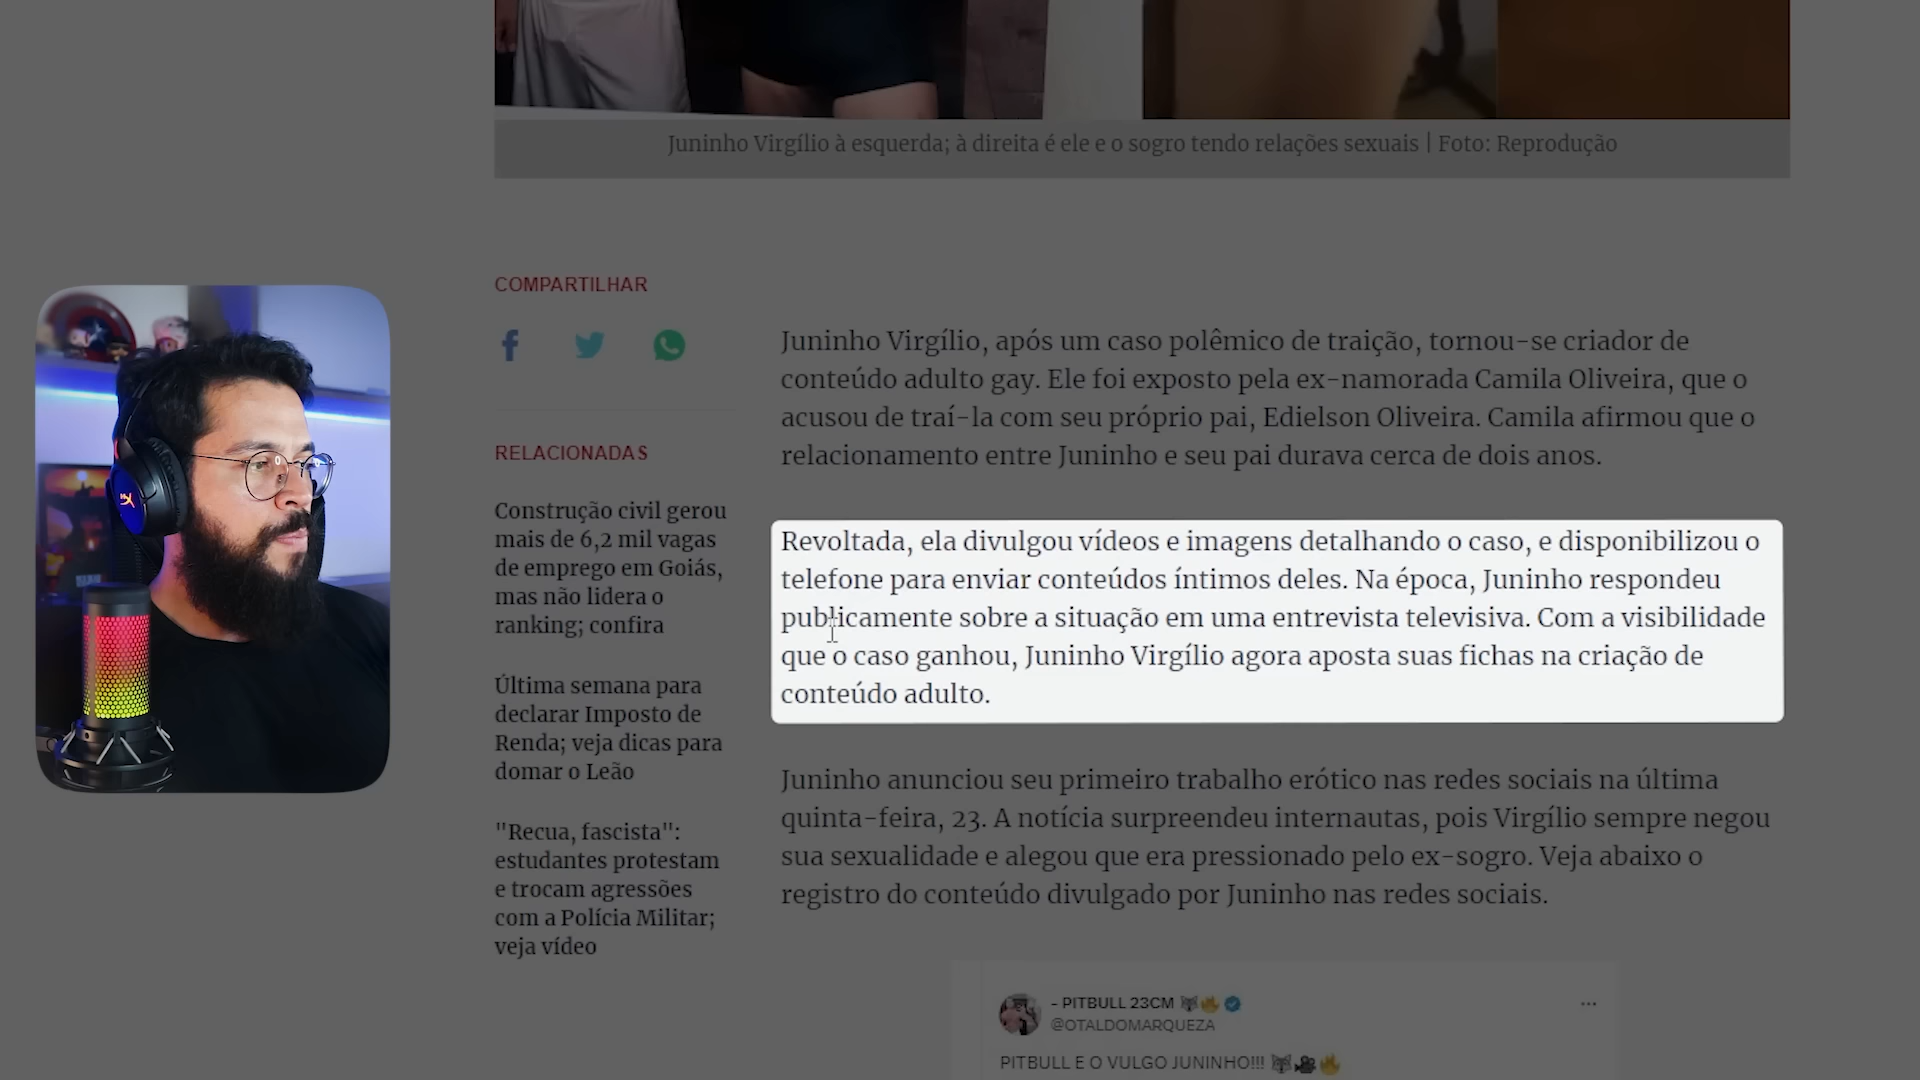 Juninho Virgílio à esquerda; à direita é ele e o sogro tendo relações sexuais | Foto: Reprodução
COMPARTILHAR
RELACIONADAS
Construção civil gerou
mais de 6,2 mil vagas
de emprego em Goiás,
mas não lidera o
ranking; confira
Última semana para
declarar Imposto de
Renda; veja dicas para
domar o Leão
"Recua, fascista":
estudantes protestam
e trocam agressões
com a Polícia Militar;
veja vídeo
Juninho Virgílio, após um caso polêmico de traição, tornou-se criador de
conteúdo adulto gay. Ele foi exposto pela ex-namorada Camila Oliveira, que o
acusou de traí-la com seu próprio pai, Edielson Oliveira. Camila afirmou que o
relacionamento entre Juninho e seu pai durava cerca de dois anos.
Revoltada, ela divulgou vídeos e imagens detalhando o caso, e disponibilizou o
telefone para enviar conteúdos íntimos deles. Na época, Juninho respondeu
publicamente sobre a situação em uma entrevista televisiva. Com a visibilidade
que o caso ganhou, Juninho Virgílio agora aposta suas fichas na criação de
conteúdo adulto.
Juninho anunciou seu primeiro trabalho erótico nas redes sociais na última
quinta-feira, 23. A notícia surpreendeu internautas, pois Virgílio sempre negou
sua sexualidade e alegou que era pressionado pelo ex-sogro. Veja abaixo o
registro do conteúdo divulgado por Juninho nas redes sociais.
- PITBULL 23CM 🐺🔥
@OTALDOMARQUEZA
PITBULL E O VULGO JUNINHO!!! 🐺🎥🔥